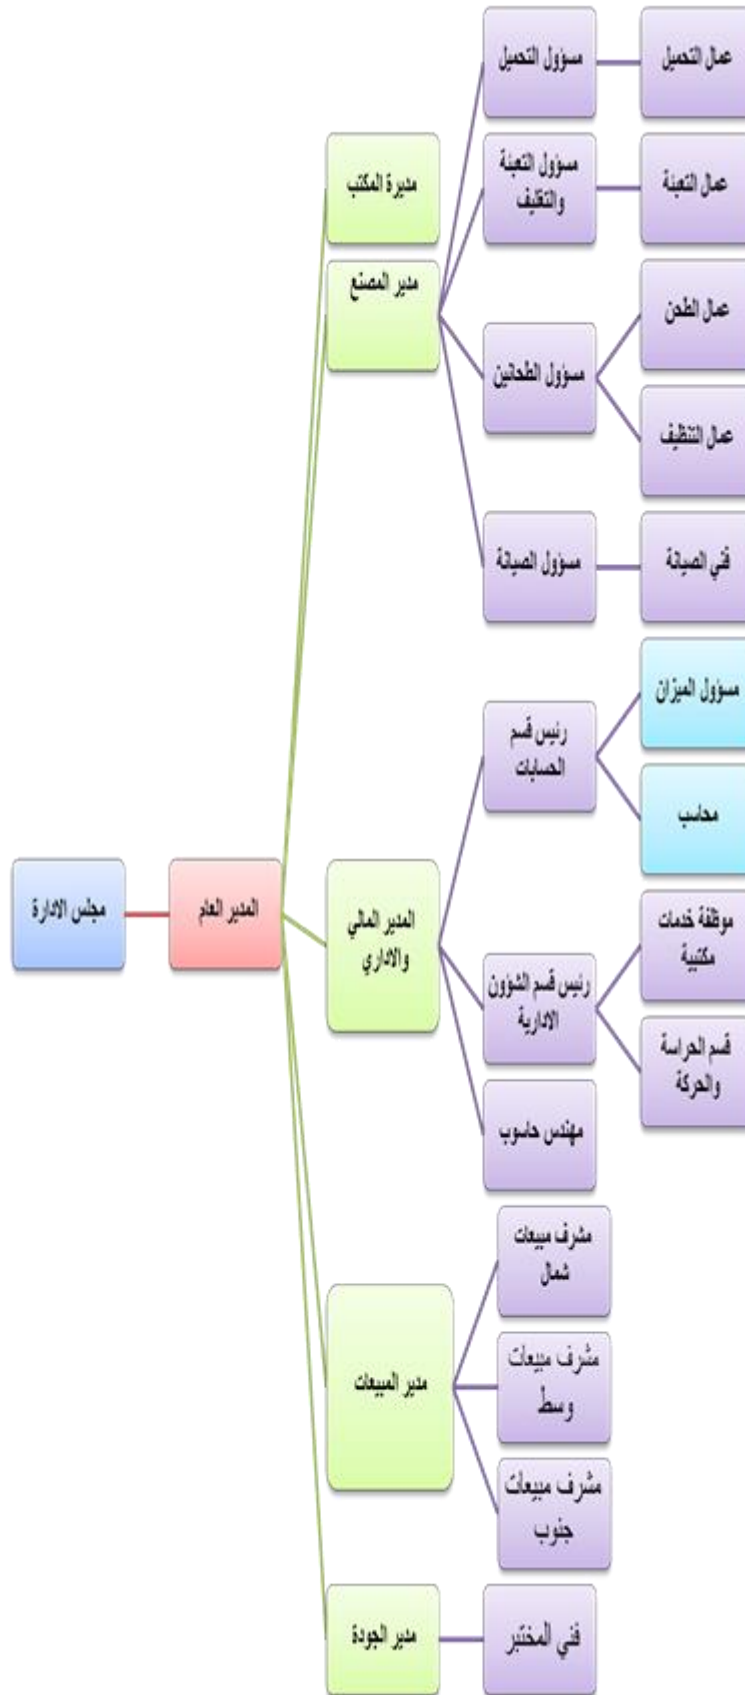 مجلس الادارة
المدير العام
مديرة المكتب
مدير المصنع
مسؤول التحميل
عمال التحميل
مسؤول التعبئة
والتغليف
عمال التعبئة
مسؤول الطحانين
عمال الطحن
عمال التنظيف
مسؤول الصيانة
فني الصيانة
المدير المالي
والاداري
رئيس قسم
الحسابات
مسؤول الميزان
محاسب
رئيس قسم الشؤون
الادارية
موظفة خدمات
مكتبية
قسم الحراسة
والحركة
مهندس حاسوب
مدير المبيعات
مشرف مبيعات
شمال
مشرف مبيعات
وسط
مشرف مبيعات
جنوب
مدير الجودة
فني المختبر